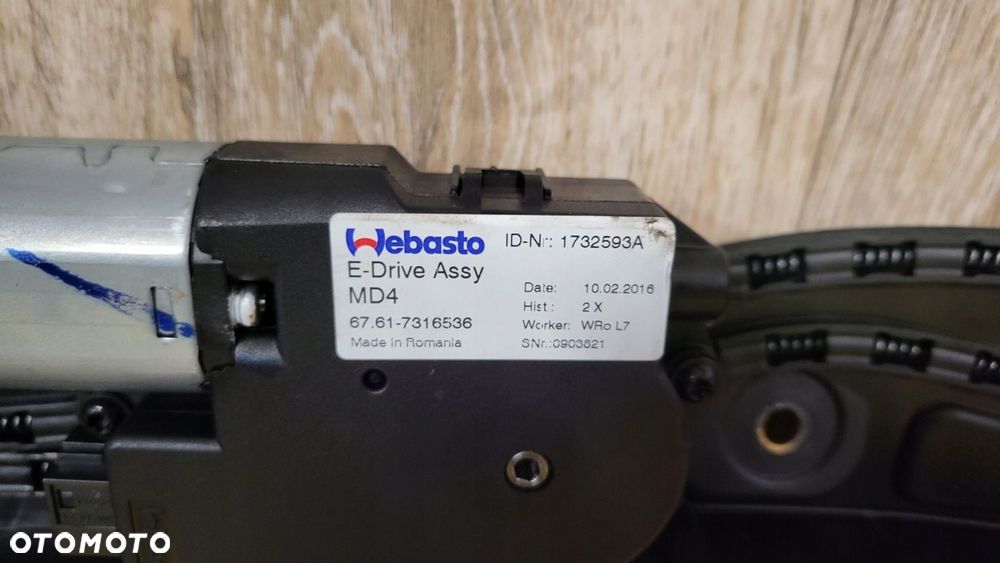 Webasto
ID-Nr: 1732593A
E-Drive Assy
MD4
Date: 10.02.2016
Hist.: 2 X
67.61-7316536
Worker: WRo L7
Made in Romania
SNr.:0903621
OTOMOTO